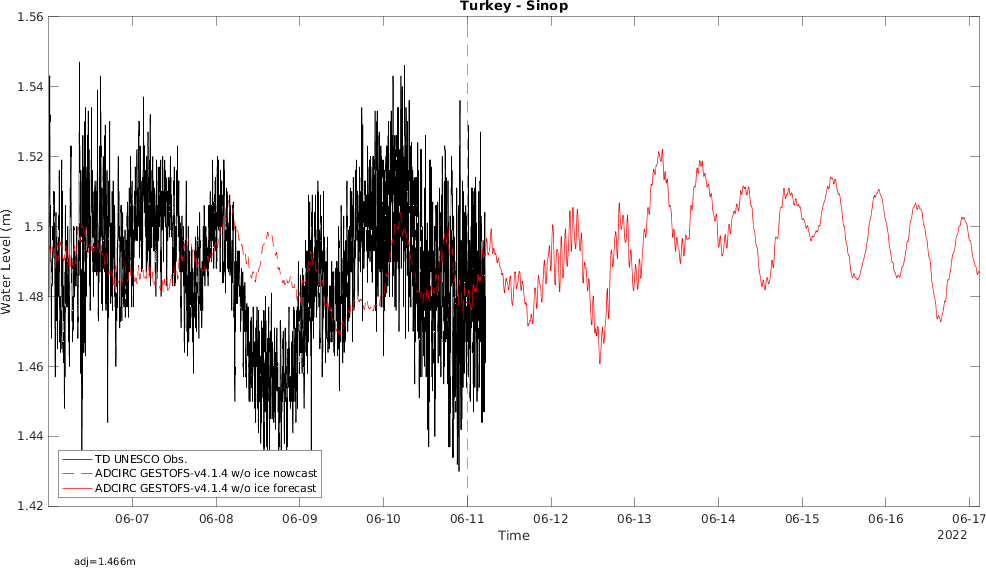 Turkey - Sinop
1.56
1.54
1.52
1.5
1.48
1.46
1.44
1.42
Water Level (m)
TD UNESCO Obs.
ADCIRC GESTOFS-v4.1.4 w/o ice nowcast
ADCIRC GESTOFS-v4.1.4 w/o ice forecast
06-07 06-08 06-09 06-10 06-11 06-12 06-13 06-14 06-15 06-16 06-17
Time
2022
adj=1.466m